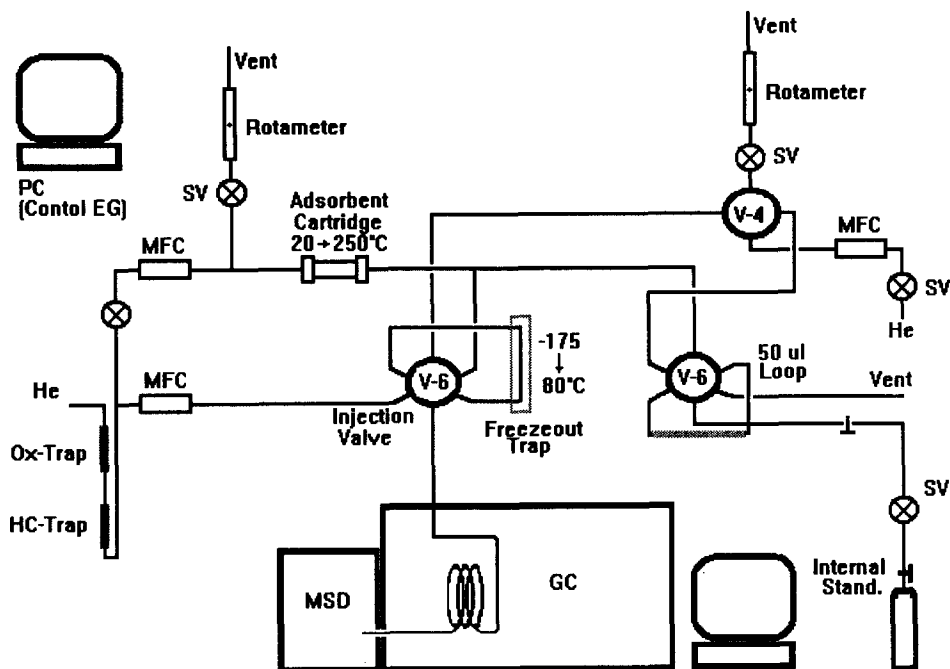 Vent
Rotameter
SV
PC
(Contol EG)
Adsorbent
Cartridge
20→250°C
MFC
Vent
Rotameter
SV
V-4
MFC
SV
He
He
MFC
V-6
Injection
Valve
-175
↓
80°C
Freezeout
Trap
V-6
50 ul
Loop
Vent
Ox-Trap
HC-Trap
SV
MSD
GC
Internal
Stand.